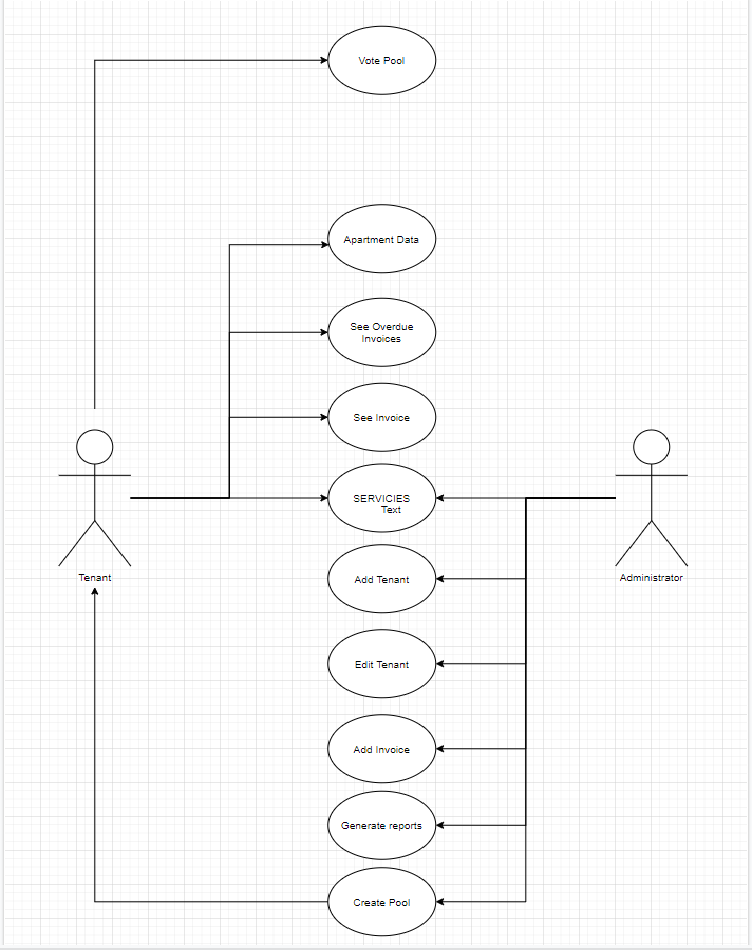 Vote Pool
Apartment Data
See Overdue
Invoices
See Invoice
SERVICIES
Text
Add Tenant
Edit Tenant
Add Invoice
Generate reports
Create Pool
Tenant
Administrator